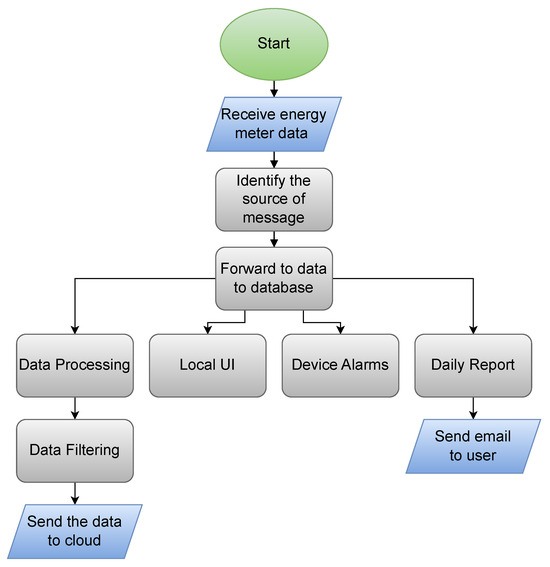 Start
Receive energy
meter data
Identify the
source of
message
Forward to data
to database
Data Processing
Local UI
Device Alarms
Daily Report
Data Filtering
Send email
to user
Send the data
to cloud